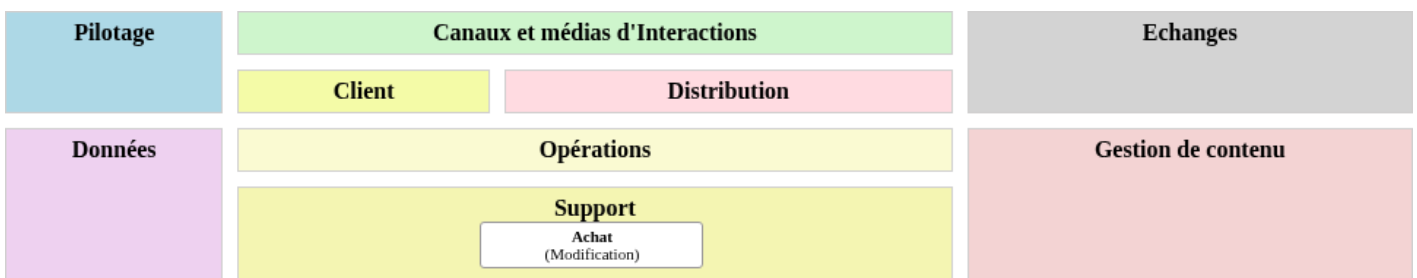 Pilotage
Canaux et médias d'Interactions
Echanges
Client
Distribution
Données
Opérations
Gestion de contenu
Support
Achat
(Modification)